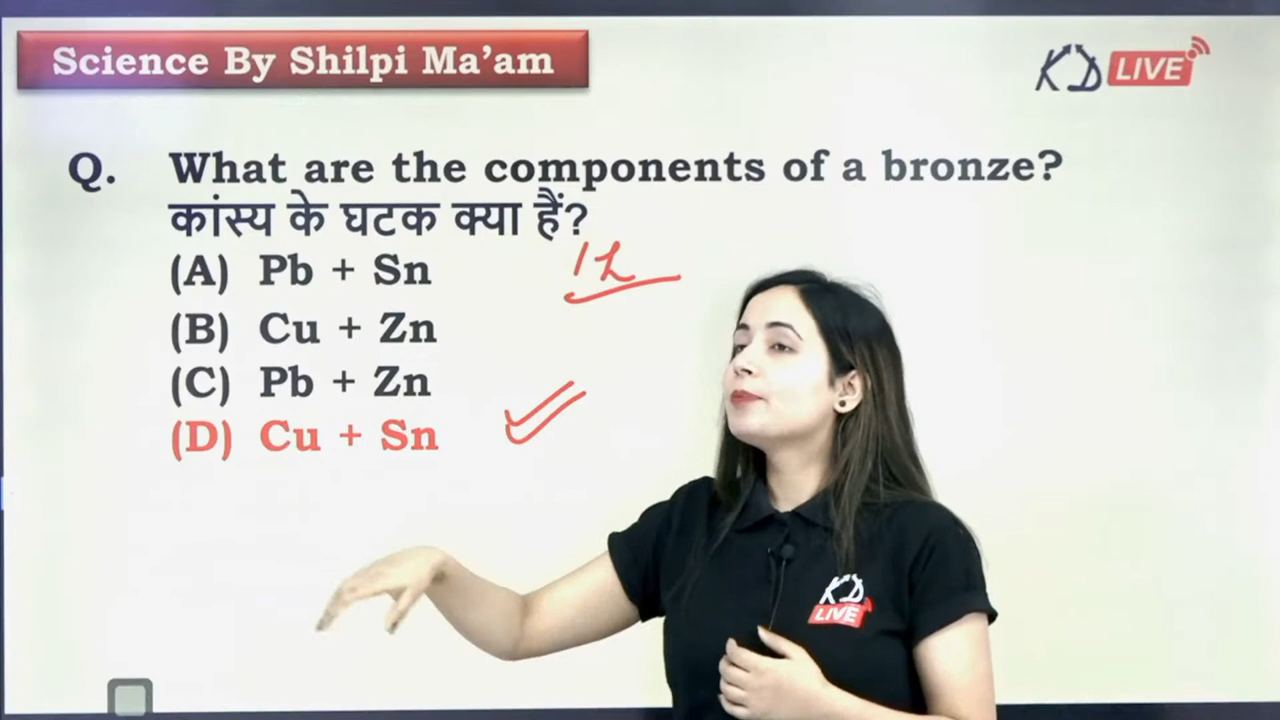 Science By Shilpi Ma’am
KD LIVE
Q. What are the components of a bronze?
कांस्य के घटक क्या हैं?
(A) Pb + Sn
(B) Cu + Zn
(C) Pb + Zn
(D) Cu + Sn
KD
LIVE